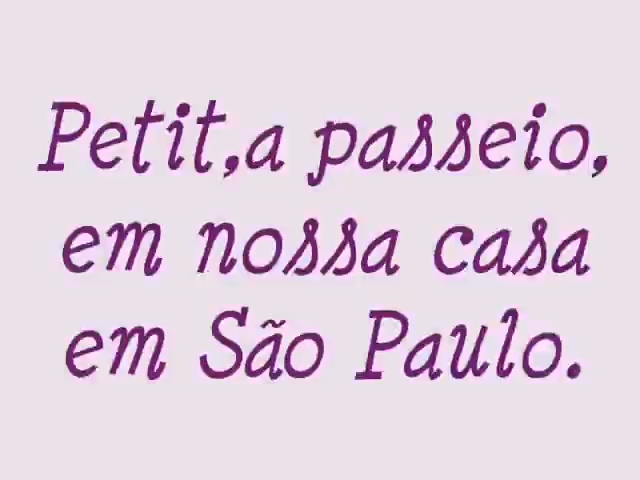 Petit,a passeio,
em nossa casa
em São Paulo.